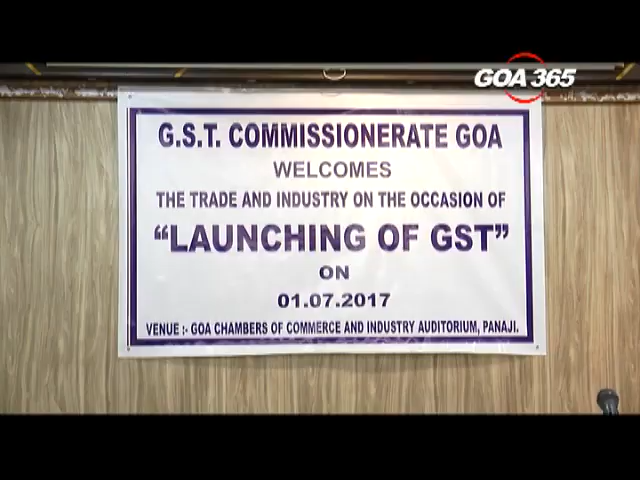 GOA 365
G.S.T. COMMISSIONERATE GOA
WELCOMES
THE TRADE AND INDUSTRY ON THE OCCASION OF
“LAUNCHING OF GST”
ON
01.07.2017
VENUE :- GOA CHAMBERS OF COMMERCE AND INDUSTRY AUDITORIUM, PANAJI.